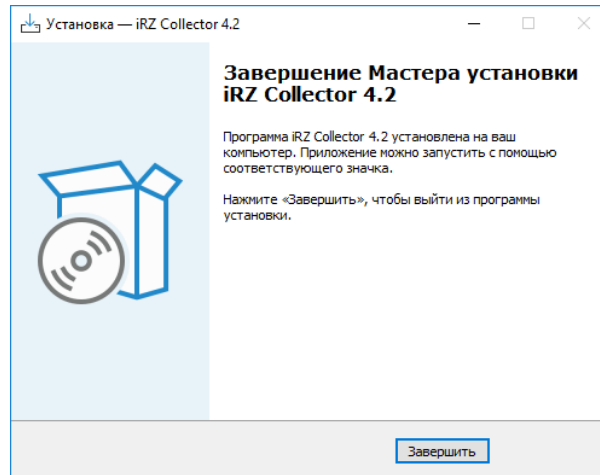 Установка — iRZ Collector 4.2
Завершение Мастера установки
iRZ Collector 4.2
Программа iRZ Collector 4.2 установлена на ваш
компьютер. Приложение можно запустить с помощью
соответствующего значка.
Нажмите «Завершить», чтобы выйти из программы
установки.
Завершить